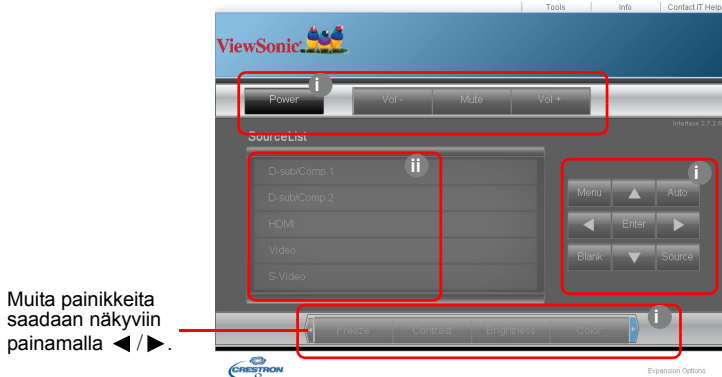 Tools Info Contact IT Help
ViewSonic
i
Power Vol - Mute Vol +
Interface 2.7.2.6
SourceList
ii
i
D-sub/Comp.1
D-sub/Comp.2
HDMI
Video
S-Video
Menu ▲ Auto
◀ Enter ▶
Blank ▼ Source
i
Freeze Contrast Brightness Color
Muita painikkeita
saadaan näkyviin
painamalla ◀/▶.
CRESTRON
Expansion Options